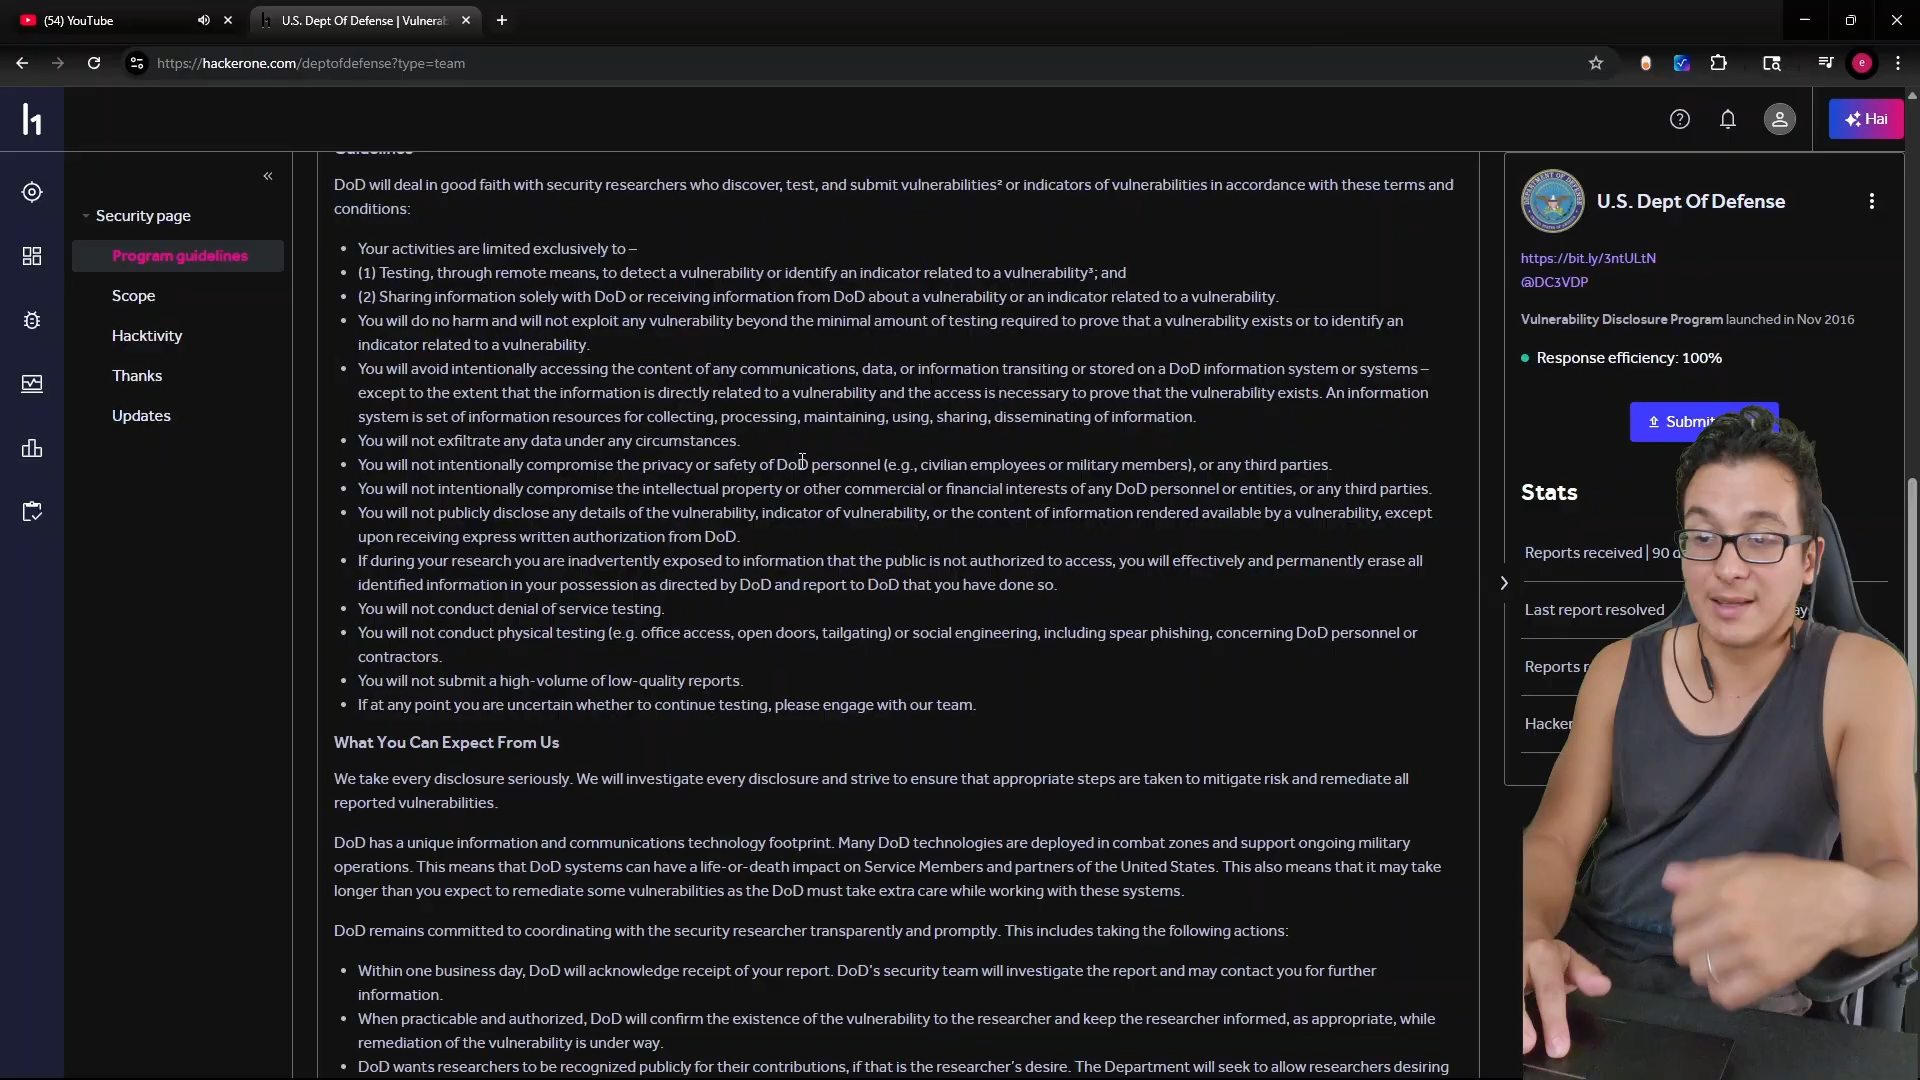 (54) YouTube
U.S. Dept Of Defense | Vulnerab
https://hackerone.com/deptofdefense?type=team
e
h1
Hai
Security page
Program guidelines
Scope
Hacktivity
Thanks
Updates
Guidelines
DoD will deal in good faith with security researchers who discover, test, and submit vulnerabilities² or indicators of vulnerabilities in accordance with these terms and
conditions:
• Your activities are limited exclusively to –
• (1) Testing, through remote means, to detect a vulnerability or identify an indicator related to a vulnerability³; and
• (2) Sharing information solely with DoD or receiving information from DoD about a vulnerability or an indicator related to a vulnerability.
• You will do no harm and will not exploit any vulnerability beyond the minimal amount of testing required to prove that a vulnerability exists or to identify an
indicator related to a vulnerability.
• You will avoid intentionally accessing the content of any communications, data, or information transiting or stored on a DoD information system or systems –
except to the extent that the information is directly related to a vulnerability and the access is necessary to prove that the vulnerability exists. An information
system is set of information resources for collecting, processing, maintaining, using, sharing, disseminating of information.
• You will not exfiltrate any data under any circumstances.
• You will not intentionally compromise the privacy or safety of DoD personnel (e.g., civilian employees or military members), or any third parties.
• You will not intentionally compromise the intellectual property or other commercial or financial interests of any DoD personnel or entities, or any third parties.
• You will not publicly disclose any details of the vulnerability, indicator of vulnerability, or the content of information rendered available by a vulnerability, except
upon receiving express written authorization from DoD.
• If during your research you are inadvertently exposed to information that the public is not authorized to access, you will effectively and permanently erase all
identified information in your possession as directed by DoD and report to DoD that you have done so.
• You will not conduct denial of service testing.
• You will not conduct physical testing (e.g. office access, open doors, tailgating) or social engineering, including spear phishing, concerning DoD personnel or
contractors.
• You will not submit a high-volume of low-quality reports.
• If at any point you are uncertain whether to continue testing, please engage with our team.
What You Can Expect From Us
We take every disclosure seriously. We will investigate every disclosure and strive to ensure that appropriate steps are taken to mitigate risk and remediate all
reported vulnerabilities.
DoD has a unique information and communications technology footprint. Many DoD technologies are deployed in combat zones and support ongoing military
operations. This means that DoD systems can have a life-or-death impact on Service Members and partners of the United States. This also means that it may take
longer than you expect to remediate some vulnerabilities as the DoD must take extra care while working with these systems.
DoD remains committed to coordinating with the security researcher transparently and promptly. This includes taking the following actions:
• Within one business day, DoD will acknowledge receipt of your report. DoD's security team will investigate the report and may contact you for further
information.
• When practicable and authorized, DoD will confirm the existence of the vulnerability to the researcher and keep the researcher informed, as appropriate, while
remediation of the vulnerability is under way.
• DoD wants researchers to be recognized publicly for their contributions, if that is the researcher's desire. The Department will seek to allow researchers desiring
U.S. Dept Of Defense
https://bit.ly/3ntULtN
@DC3VDP
Vulnerability Disclosure Program launched in Nov 2016
Response efficiency: 100%
Submit
Stats
Reports received | 90 d
Last report resolved ay
Reports r
Hacker